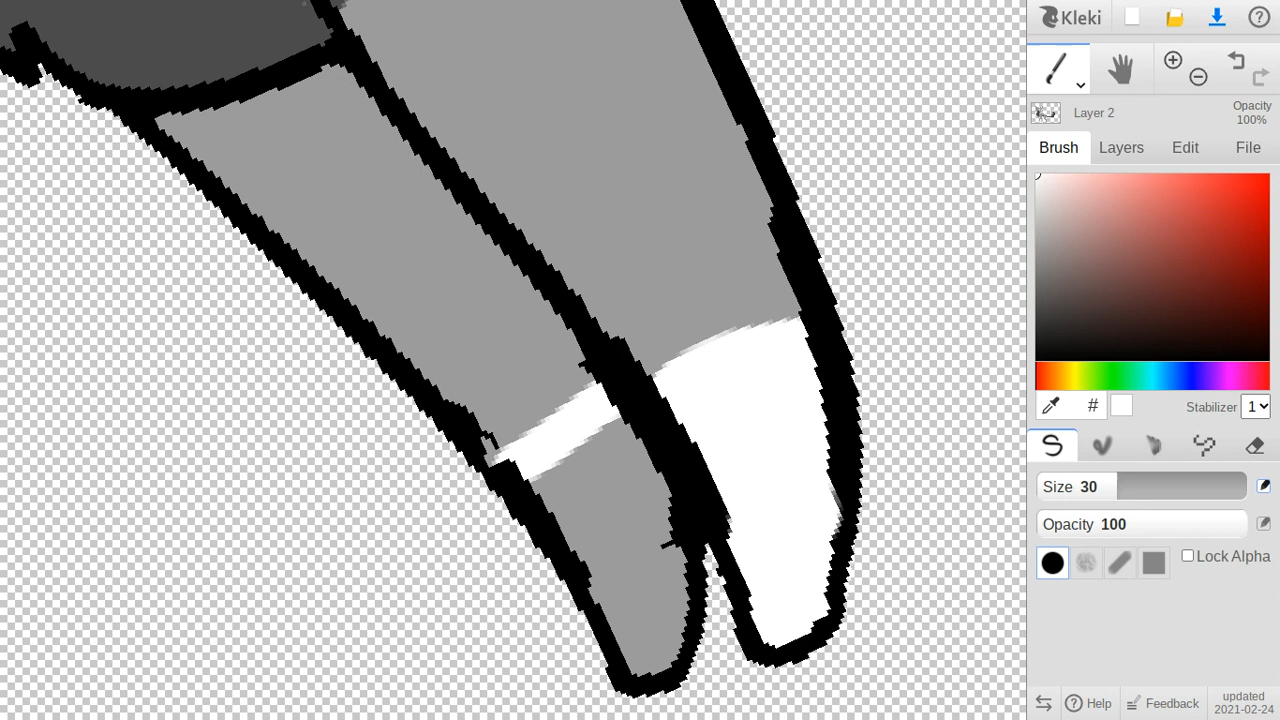 Kleki
Layer 2
Opacity
100%
Brush
Layers
Edit
File
#
Stabilizer
1
Size 30
Opacity 100
Lock Alpha
Help
Feedback
updated
2021-02-24